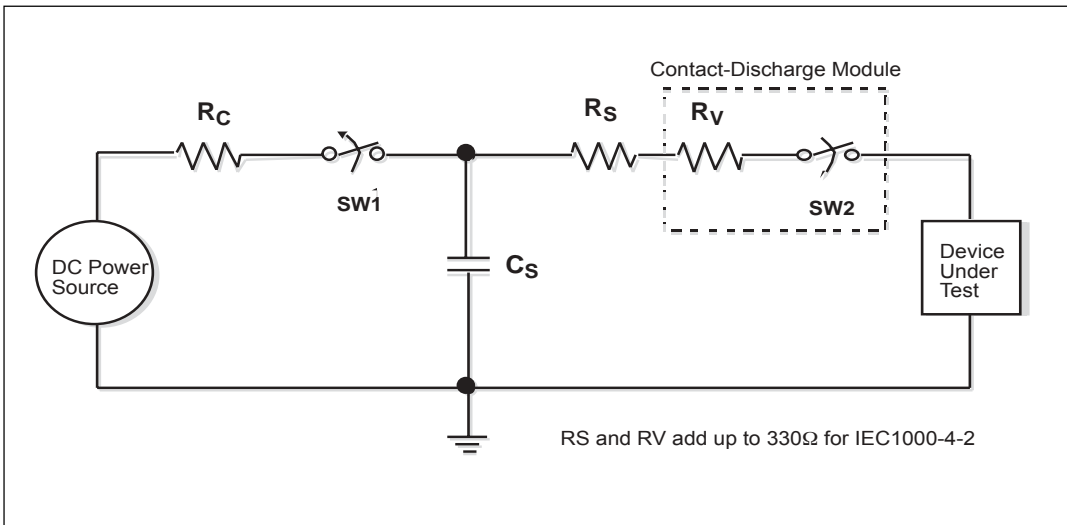 Contact-Discharge Module
RC
RS
RV
SW1
SW2
DC Power
Source
CS
Device
Under
Test
RS and RV add up to 330Ω for IEC1000-4-2